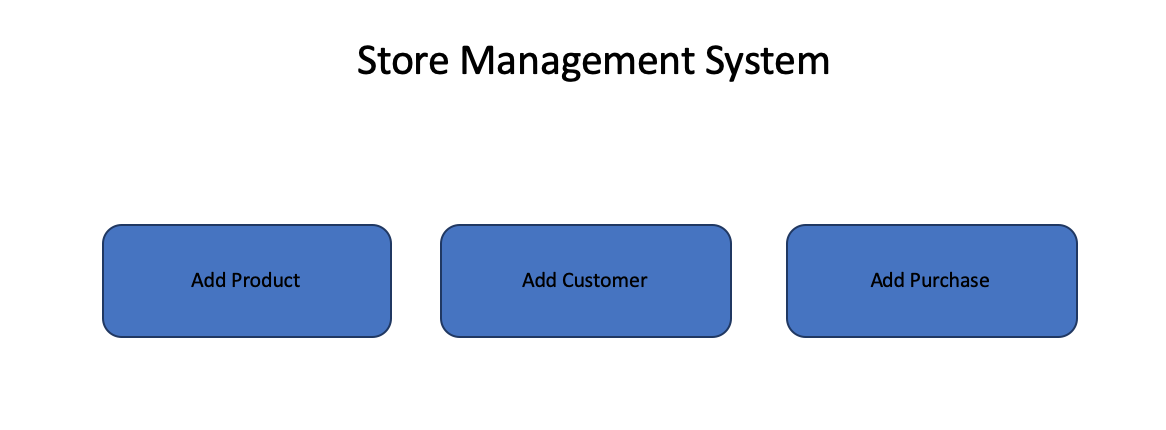 Store Management System
Add Product
Add Customer
Add Purchase